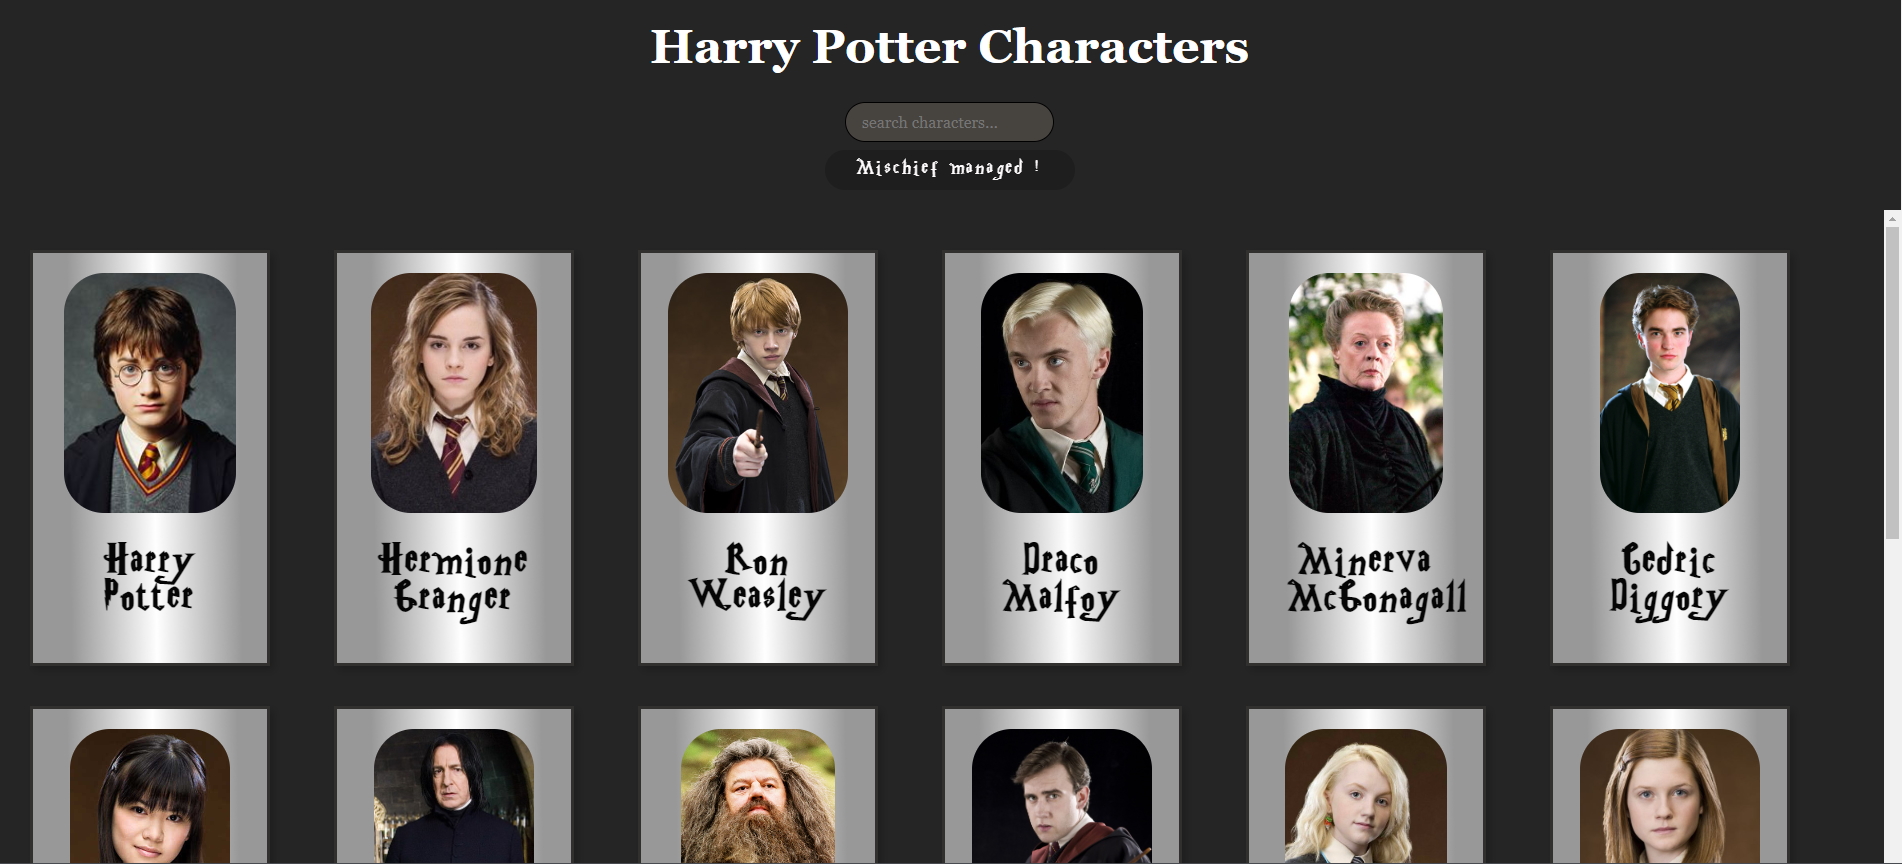 Harry Potter Characters
search characters...
Mischief managed !
Harry
Potter
Hermione
Granger
Ron
Weasley
Draco
Malfoy
Minerva
McGonagall
Cedric
Diggory